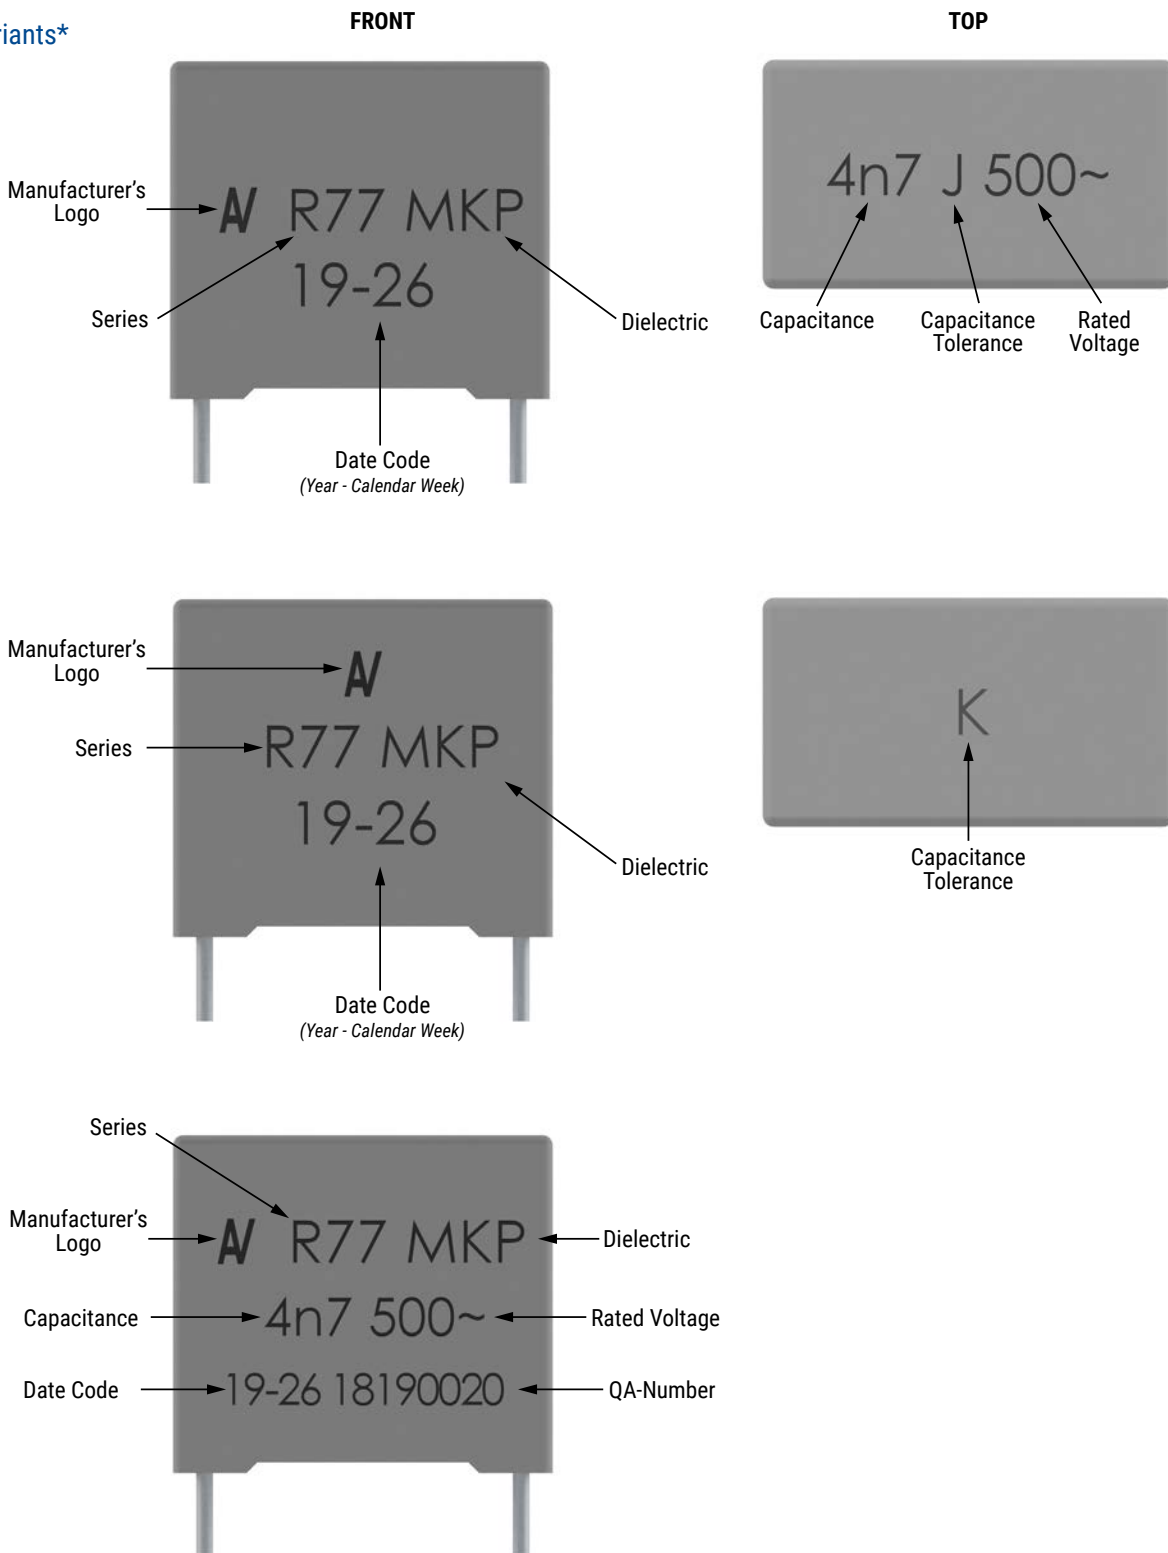 FRONT
TOP
Manufacturer's
Logo
R77 MKP
19-26
Series
Dielectric
Date Code
(Year - Calendar Week)
4n7 J 500~
Capacitance
Capacitance
Tolerance
Rated
Voltage
Manufacturer's
Logo
Series
R77 MKP
19-26
Dielectric
Date Code
(Year - Calendar Week)
K
Capacitance
Tolerance
Series
Manufacturer's
Logo
R77 MKP
Dielectric
Capacitance
4n7 500~
Rated Voltage
Date Code
19-26 18190020
QA-Number